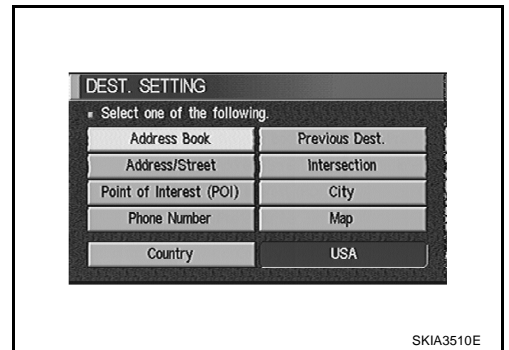 DEST. SETTING
Select one of the following.
Address Book Previous Dest.
Address/Street Intersection
Point of Interest (POI) City
Phone Number Map
Country USA
SKIA3510E